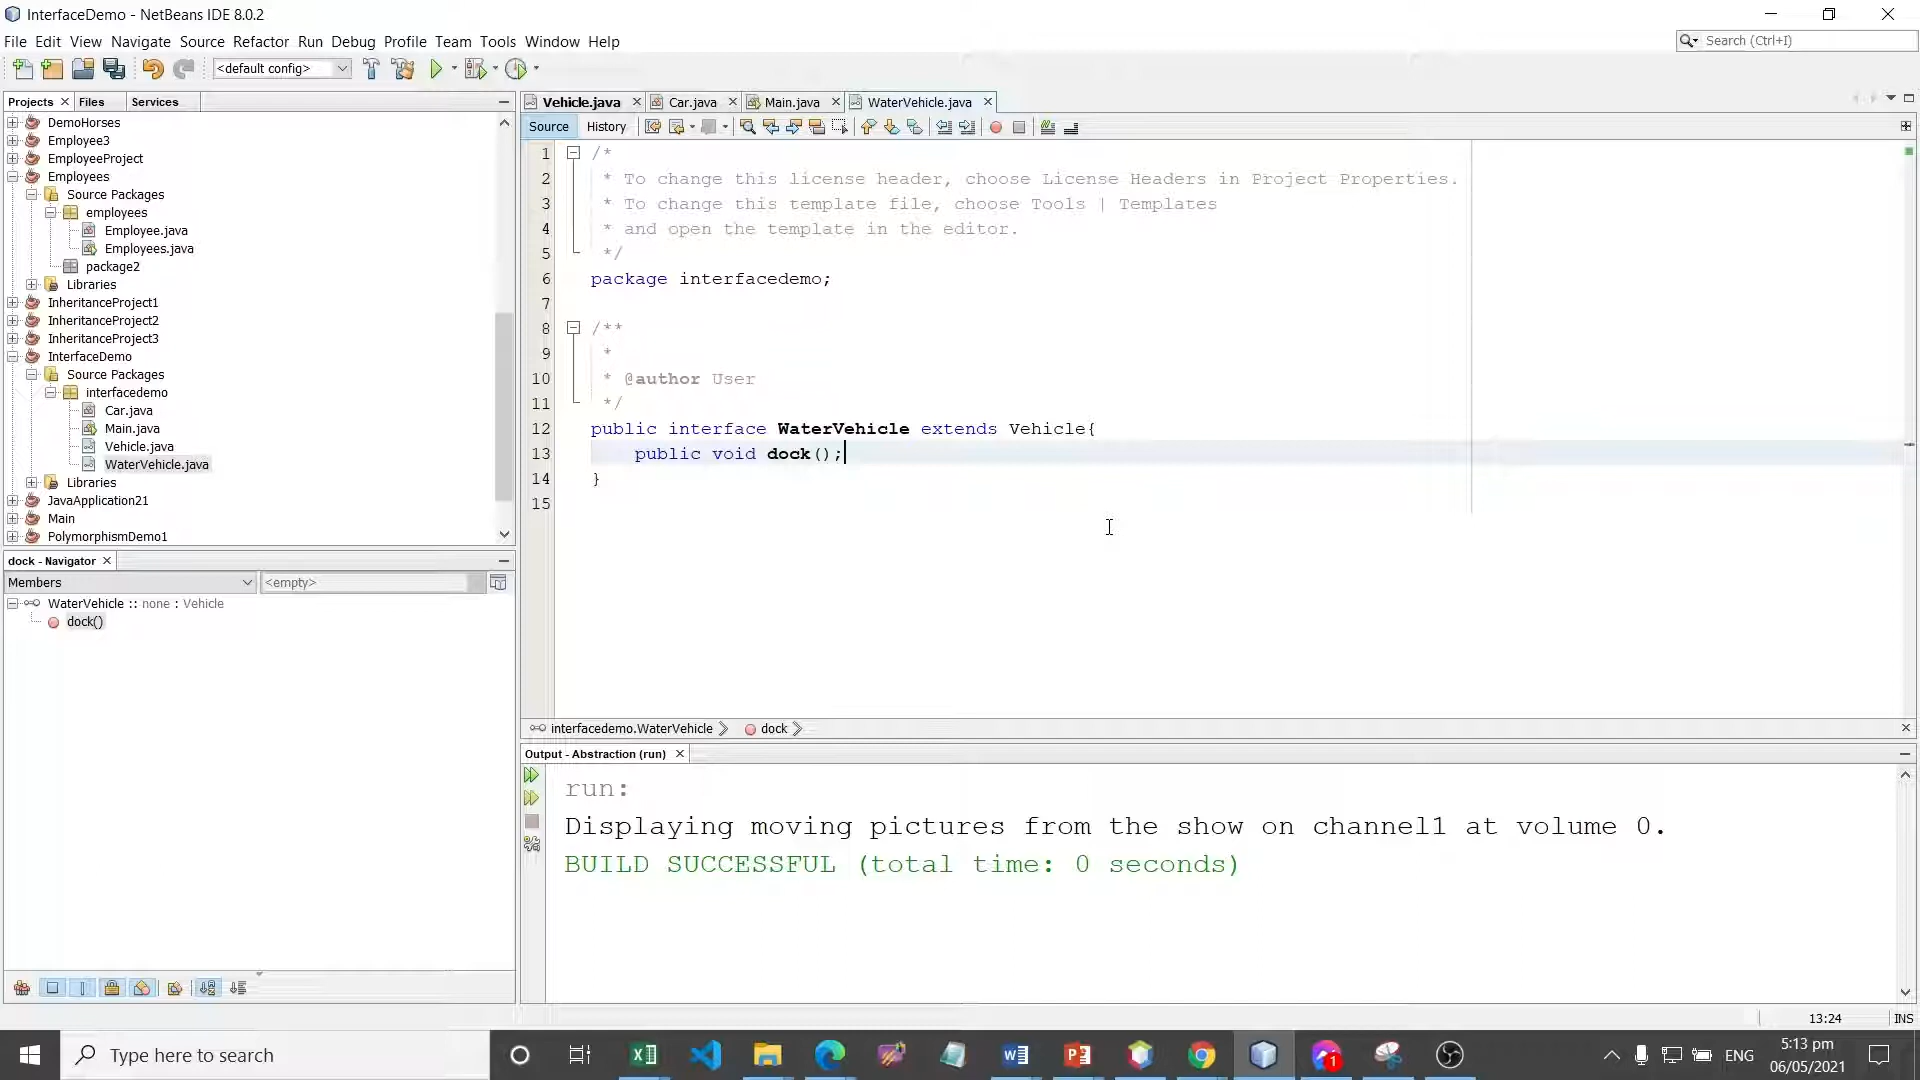 InterfaceDemo - NetBeans IDE 8.0.2
File Edit View Navigate Source Refactor Run Debug Profile Team Tools Window Help
Search (Ctrl+I)
<default config>
Projects Files Services
DemoHorses
Employee3
EmployeeProject
Employees
Source Packages
employees
Employee.java
Employees.java
package2
Libraries
InheritanceProject1
InheritanceProject2
InheritanceProject3
InterfaceDemo
Source Packages
interfacedemo
Car.java
Main.java
Vehicle.java
WaterVehicle.java
Libraries
JavaApplication21
Main
PolymorphismDemo1
dock - Navigator
Members <empty>
WaterVehicle :: none : Vehicle
dock()
Vehicle.java Car.java Main.java WaterVehicle.java
Source History
1 /*
2 * To change this license header, choose License Headers in Project Properties.
3 * To change this template file, choose Tools | Templates
4 * and open the template in the editor.
5 */
6 package interfacedemo;
7
8 /**
9 *
10 * @author User
11 */
12 public interface WaterVehicle extends Vehicle{
13 public void dock();
14 }
15
interfacedemo.WaterVehicle dock
Output - Abstraction (run)
run:
Displaying moving pictures from the show on channel1 at volume 0.
BUILD SUCCESSFUL (total time: 0 seconds)
13:24 INS
Type here to search
1
ENG
5:13 pm
06/05/2021